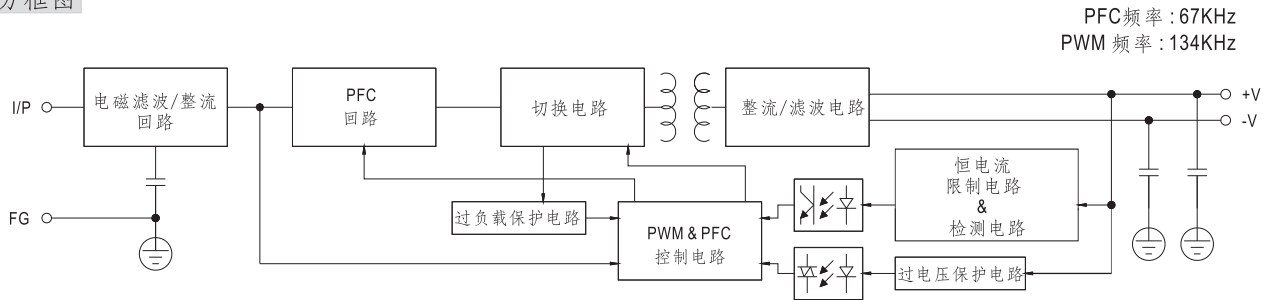 方框图
PFC频率 : 67KHz
PWM 频率 : 134KHz
I/P
电磁滤波/整流
回路
PFC
回路
切换电路
整流/滤波电路
+V
-V
恒电流
限制电路
&
检测电路
FG
过负载保护电路
PWM & PFC
控制电路
过电压保护电路